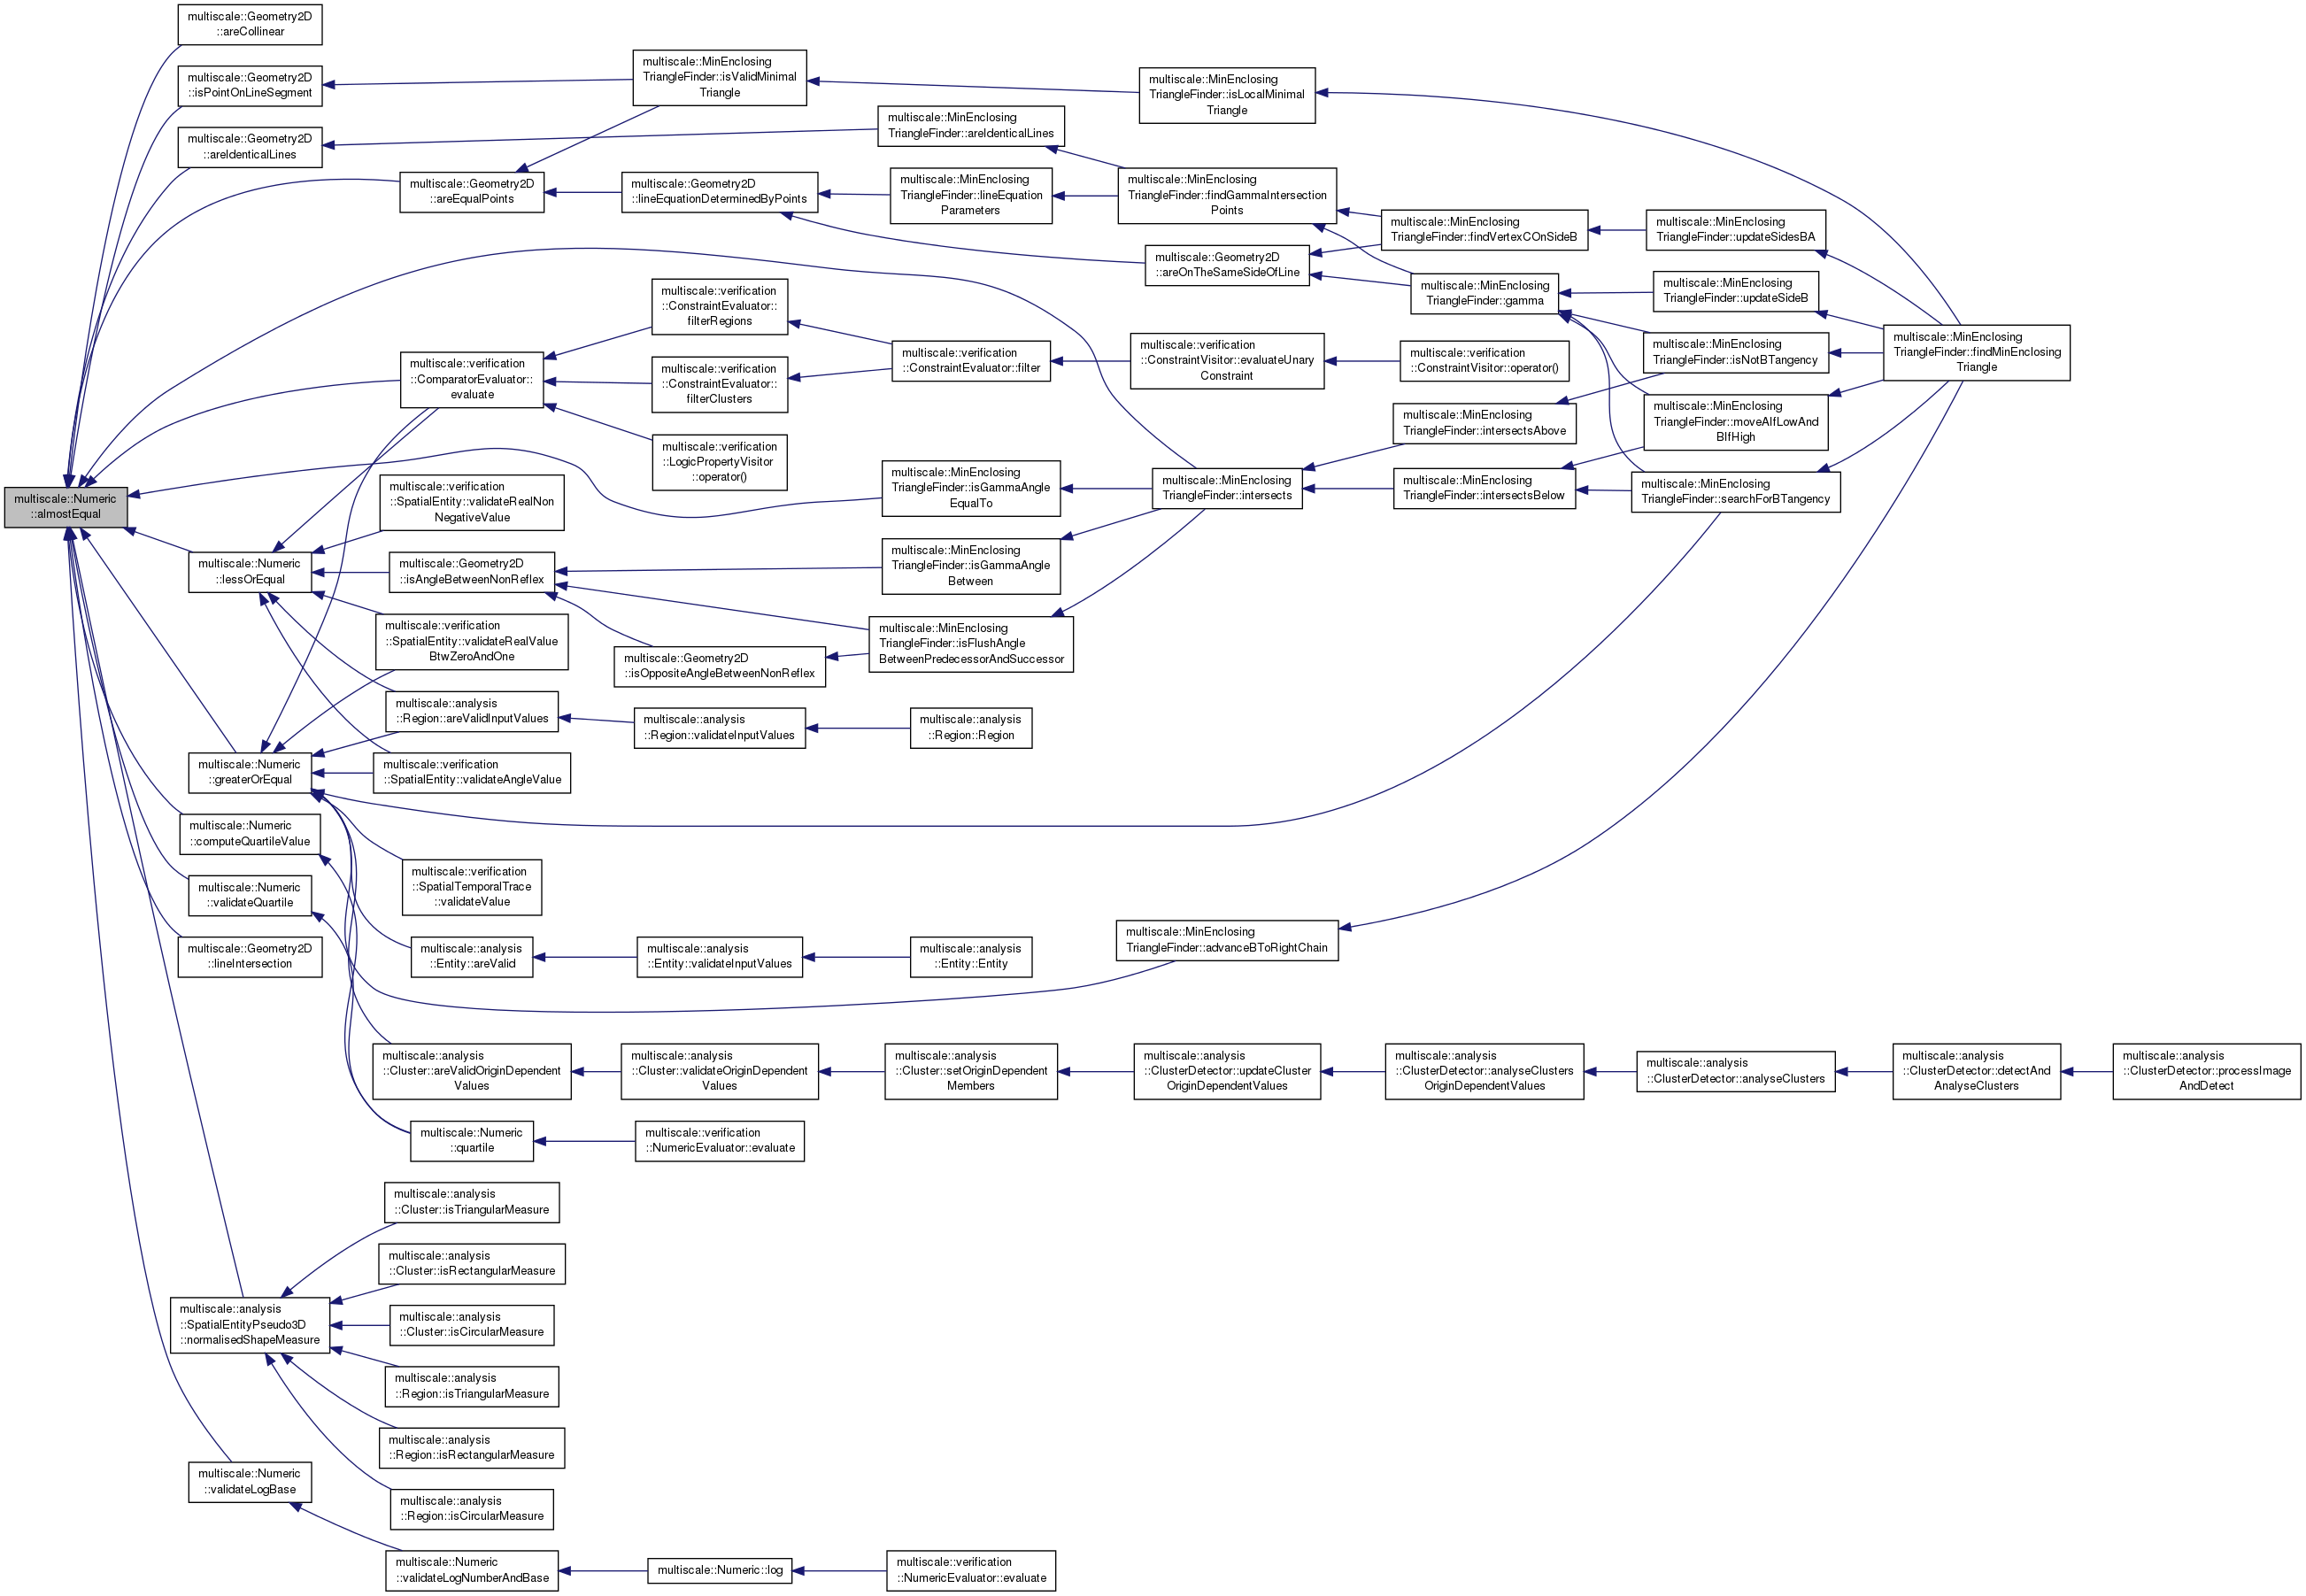 multiscale::Geometry2D
::areCollinear
multiscale::Geometry2D
::isPointOnLineSegment
multiscale::MinEnclosing
TriangleFinder::isValidMinimal
Triangle
multiscale::MinEnclosing
TriangleFinder::isLocalMinimal
Triangle
multiscale::Geometry2D
::areIdenticalLines
multiscale::MinEnclosing
TriangleFinder::areIdenticalLines
multiscale::Geometry2D
::areEqualPoints
multiscale::Geometry2D
::lineEquationDeterminedByPoints
multiscale::MinEnclosing
TriangleFinder::lineEquation
Parameters
multiscale::MinEnclosing
TriangleFinder::findGammaIntersection
Points
multiscale::MinEnclosing
TriangleFinder::findVertexCOnSideB
multiscale::MinEnclosing
TriangleFinder::updateSidesBA
multiscale::Geometry2D
::areOnTheSameSideOfLine
multiscale::MinEnclosing
TriangleFinder::gamma
multiscale::MinEnclosing
TriangleFinder::updateSideB
multiscale::verification
::ConstraintEvaluator::
filterRegions
multiscale::MinEnclosing
TriangleFinder::isNotBTangency
multiscale::MinEnclosing
TriangleFinder::findMinEnclosing
Triangle
multiscale::verification
::ComparatorEvaluator::
evaluate
multiscale::verification
::ConstraintEvaluator::
filterClusters
multiscale::verification
::ConstraintEvaluator::filter
multiscale::verification
::ConstraintVisitor::evaluateUnary
Constraint
multiscale::verification
::ConstraintVisitor::operator()
multiscale::MinEnclosing
TriangleFinder::intersectsAbove
multiscale::MinEnclosing
TriangleFinder::moveAIfLowAnd
BIfHigh
multiscale::verification
::LogicPropertyVisitor
::operator()
multiscale::Numeric
::almostEqual
multiscale::verification
::SpatialEntity::validateRealNon
NegativeValue
multiscale::MinEnclosing
TriangleFinder::isGammaAngle
EqualTo
multiscale::MinEnclosing
TriangleFinder::intersects
multiscale::MinEnclosing
TriangleFinder::intersectsBelow
multiscale::MinEnclosing
TriangleFinder::searchForBTangency
multiscale::Numeric
::lessOrEqual
multiscale::Geometry2D
::isAngleBetweenNonReflex
multiscale::MinEnclosing
TriangleFinder::isGammaAngle
Between
multiscale::verification
::SpatialEntity::validateRealValue
BtwZeroAndOne
multiscale::Geometry2D
::isOppositeAngleBetweenNonReflex
multiscale::MinEnclosing
TriangleFinder::isFlushAngle
BetweenPredecessorAndSuccessor
multiscale::analysis
::Region::areValidInputValues
multiscale::analysis
::Region::validateInputValues
multiscale::analysis
::Region::Region
multiscale::Numeric
::greaterOrEqual
multiscale::verification
::SpatialEntity::validateAngleValue
multiscale::Numeric
::computeQuartileValue
multiscale::verification
::SpatialTemporalTrace
::validateValue
multiscale::Numeric
::validateQuartile
multiscale::Geometry2D
::lineIntersection
multiscale::analysis
::Entity::areValid
multiscale::analysis
::Entity::validateInputValues
multiscale::analysis
::Entity::Entity
multiscale::MinEnclosing
TriangleFinder::advanceBToRightChain
multiscale::analysis
::Cluster::areValidOriginDependent
Values
multiscale::analysis
::Cluster::validateOriginDependent
Values
multiscale::analysis
::Cluster::setOriginDependent
Members
multiscale::analysis
::ClusterDetector::updateCluster
OriginDependentValues
multiscale::analysis
::ClusterDetector::analyseClusters
OriginDependentValues
multiscale::analysis
::ClusterDetector::analyseClusters
multiscale::analysis
::ClusterDetector::detectAnd
AnalyseClusters
multiscale::analysis
::ClusterDetector::processImage
AndDetect
multiscale::Numeric
::quartile
multiscale::verification
::NumericEvaluator::evaluate
multiscale::analysis
::Cluster::isTriangularMeasure
multiscale::analysis
::Cluster::isRectangularMeasure
multiscale::analysis
::SpatialEntityPseudo3D
::normalisedShapeMeasure
multiscale::analysis
::Cluster::isCircularMeasure
multiscale::analysis
::Region::isTriangularMeasure
multiscale::analysis
::Region::isRectangularMeasure
multiscale::Numeric
::validateLogBase
multiscale::analysis
::Region::isCircularMeasure
multiscale::Numeric
::validateLogNumberAndBase
multiscale::Numeric::log
multiscale::verification
::NumericEvaluator::evaluate